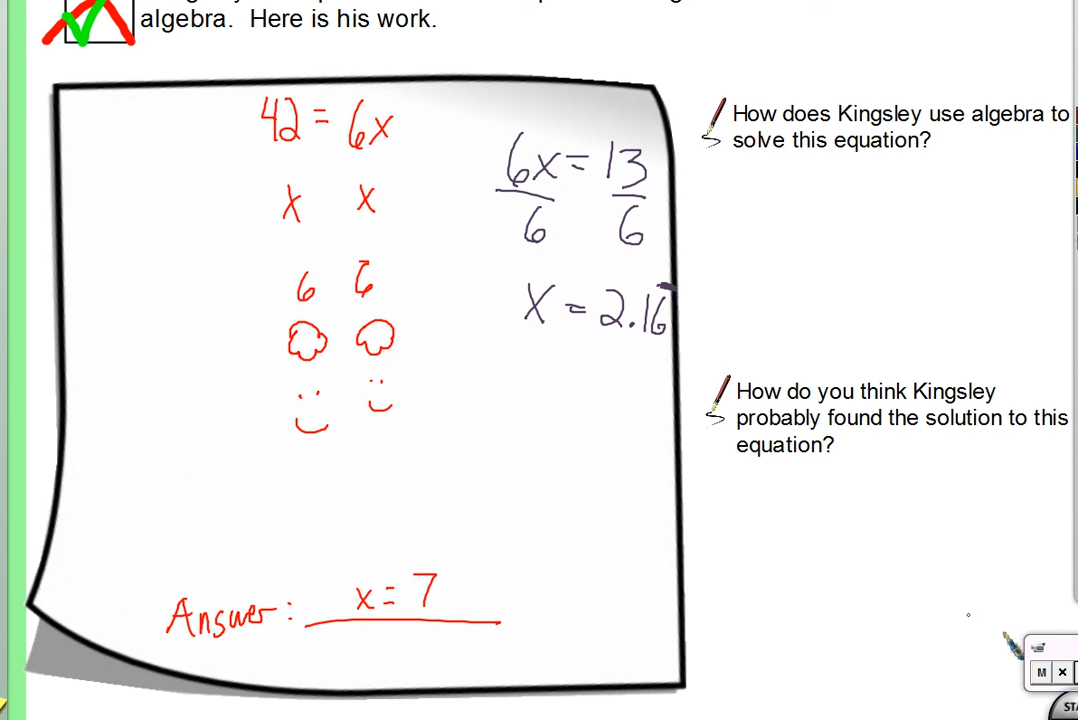 algebra. Here is his work.
42 = 6x
x x
6 6
Answer: x = 7
6x = 13
6 6
x = 2.16
How does Kingsley use algebra to
solve this equation?
How do you think Kingsley
probably found the solution to this
equation?
M X